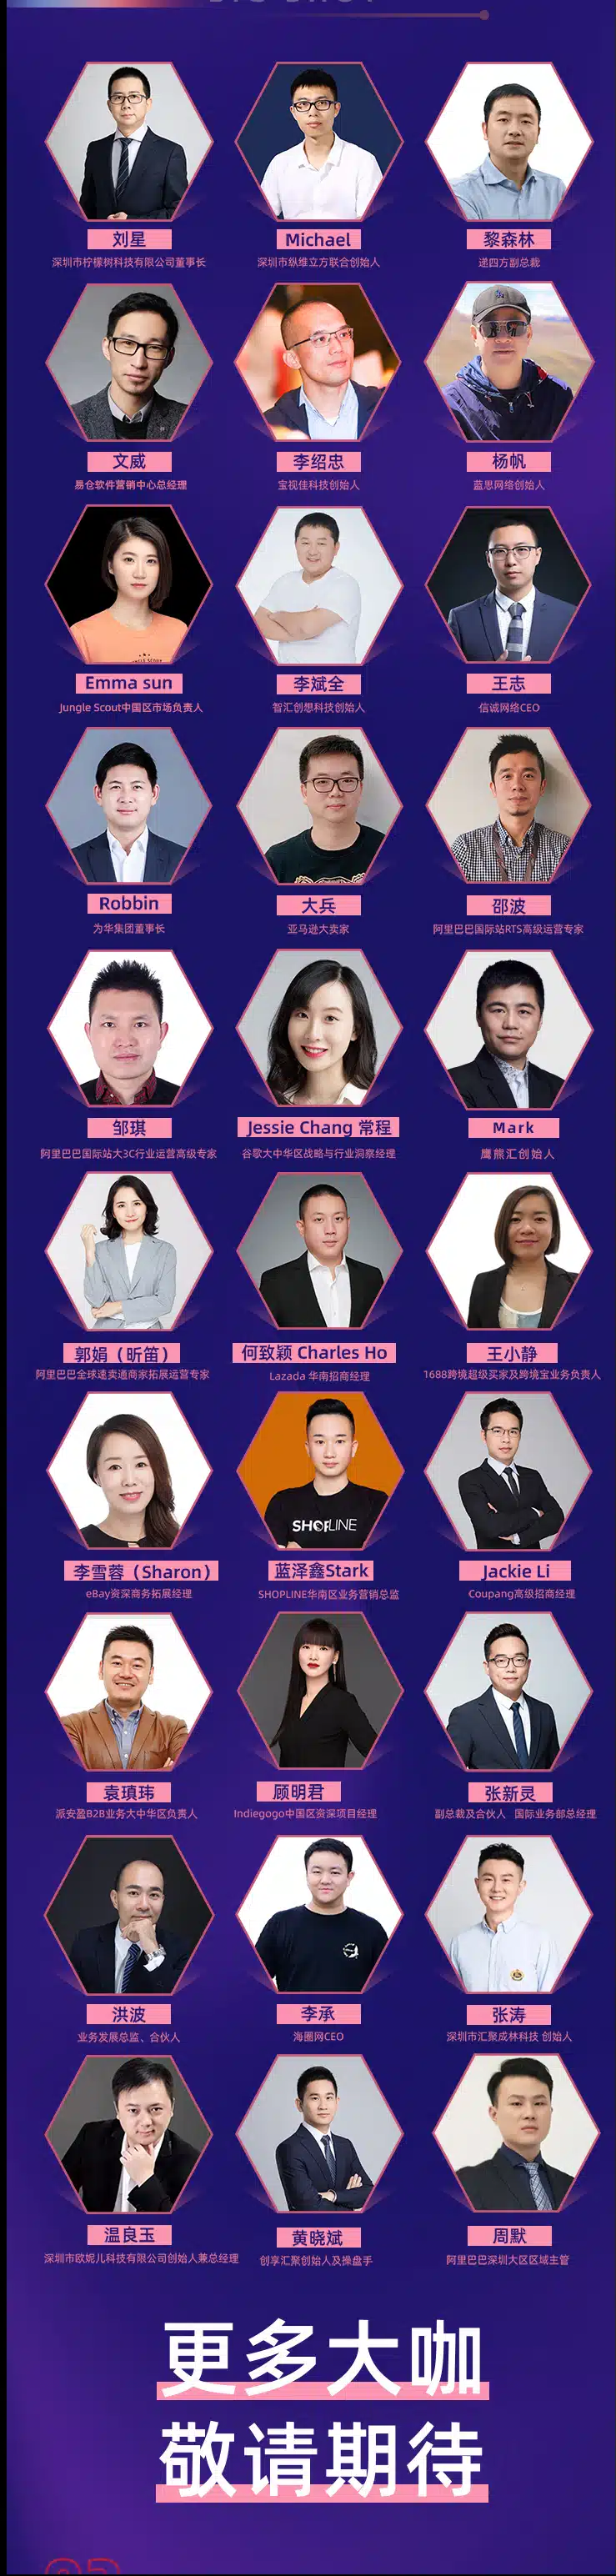 刘星
Michael
黎森林
深圳市柠檬树科技有限公司董事长
深圳市纵维立方联合创始人
递四方副总裁
文威
李绍忠
杨帆
易仓软件营销中心总经理
宝视佳科技创始人
蓝思网络创始人
Emma sun
李斌全
王志
Jungle Scout中国区市场负责人
智汇创想科技创始人
信诚网络CEO
Robbin
大兵
邵波
为华集团董事长
亚马逊大卖家
阿里巴巴国际站RTS高级运营专家
邹琪
Jessie Chang 常程
Mark
阿里巴巴国际站大3C行业运营高级专家
谷歌大中华区战略与行业洞察经理
鹰熊汇创始人
郭娟（昕笛）
何致颖 Charles Ho
王小静
阿里巴巴全球速卖通商家拓展运营专家
Lazada 华南招商经理
1688跨境超级买家及跨境宝业务负责人
SHOPLINE
李雪蓉（Sharon）
蓝泽鑫Stark
Jackie Li
eBay资深商务拓展经理
SHOPLINE华南区业务营销总监
Coupang高级招商经理
袁瑱玮
顾明君
张新灵
派安盈B2B业务大中华区负责人
Indiegogo中国区资深项目经理
副总裁及合伙人 国际业务部总经理
洪波
李承
张涛
业务发展总监、合伙人
海圈网CEO
深圳市汇聚成林科技 创始人
温良玉
黄晓斌
周默
深圳市欧妮儿科技有限公司创始人兼总经理
创享汇聚创始人及操盘手
阿里巴巴深圳大区区域主管
更多大咖
敬请期待